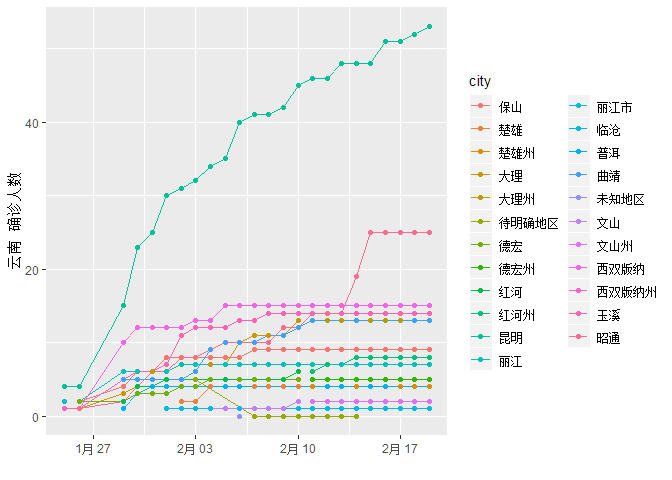 云南 确诊人数
40
20
0
1月 27
2月 03
2月 10
2月 17
city
保山
楚雄
楚雄州
大理
大理州
待明确地区
德宏
德宏州
红河
红河州
昆明
丽江
丽江市
临沧
普洱
曲靖
未知地区
文山
文山州
西双版纳
西双版纳州
玉溪
昭通